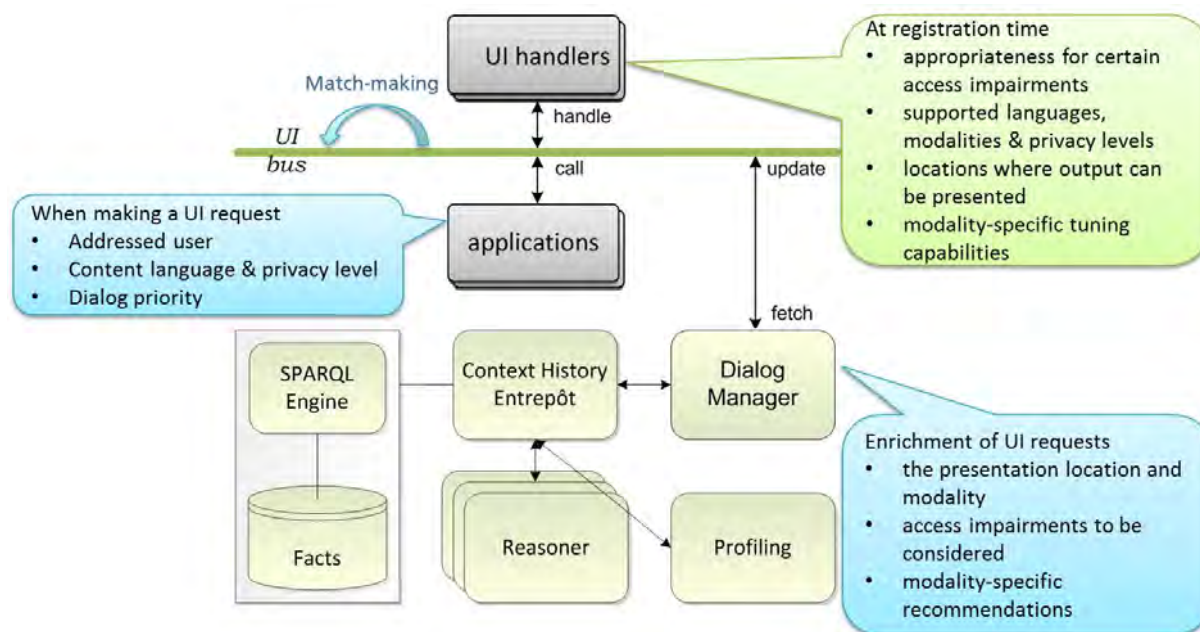 UI handlers
At registration time
• appropriateness for certain
access impairments
• supported languages,
modalities & privacy levels
• locations where output can
be presented
• modality-specific tuning
capabilities
Match-making
handle
UI
bus
call
update
When making a UI request
• Addressed user
• Content language & privacy level
• Dialog priority
applications
fetch
SPARQL
Engine
Context History
Entrepôt
Dialog
Manager
Enrichment of UI requests
• the presentation location and
modality
• access impairments to be
considered
• modality-specific
recommendations
Facts
Reasoner
Profiling